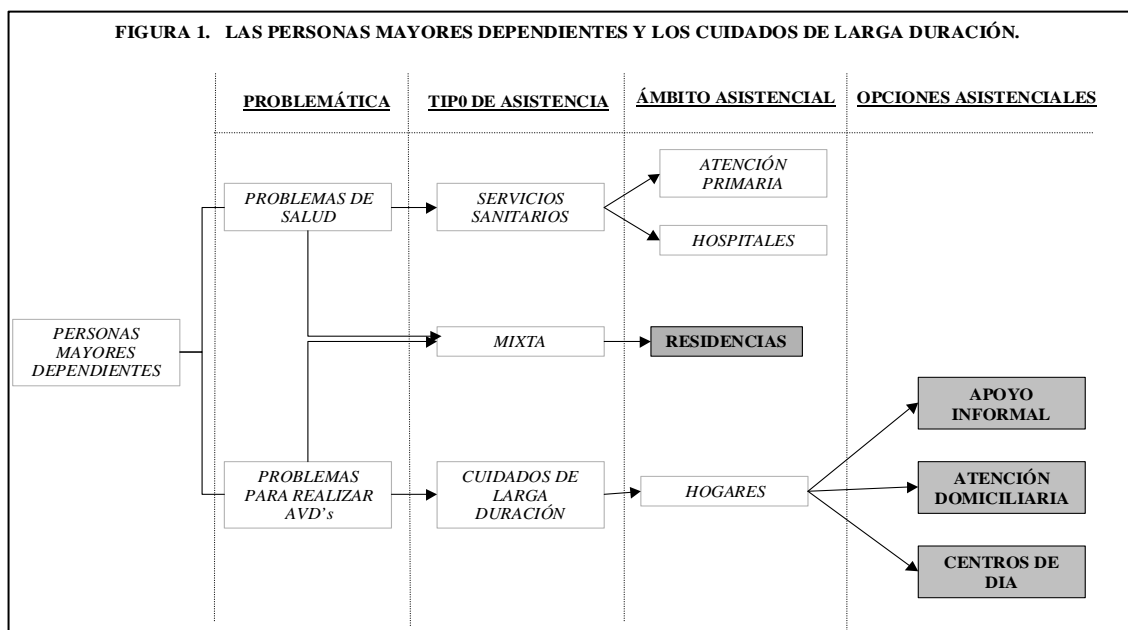 FIGURA 1. LAS PERSONAS MAYORES DEPENDIENTES Y LOS CUIDADOS DE LARGA DURACIÓN.
PROBLEMÁTICA
TIP0 DE ASISTENCIA
ÁMBITO ASISTENCIAL
OPCIONES ASISTENCIALES
ATENCIÓN
PRIMARIA
PROBLEMAS DE
SALUD
SERVICIOS
SANITARIOS
HOSPITALES
PERSONAS
MAYORES
DEPENDIENTES
MIXTA
RESIDENCIAS
APOYO
INFORMAL
PROBLEMAS
PARA REALIZAR
AVD's
CUIDADOS DE
LARGA
DURACIÓN
HOGARES
ATENCIÓN
DOMICILIARIA
CENTROS DE
DIA